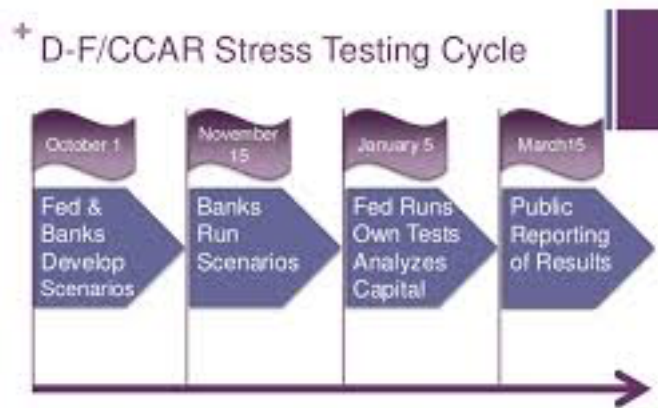 +
D-F/CCAR Stress Testing Cycle
October 1
November
15
January 5
March15
Fed &
Banks
Develop
Scenarios
Banks
Run
Scenarios
Fed Runs
Own Tests
Analyzes
Capital
Public
Reporting
of Results